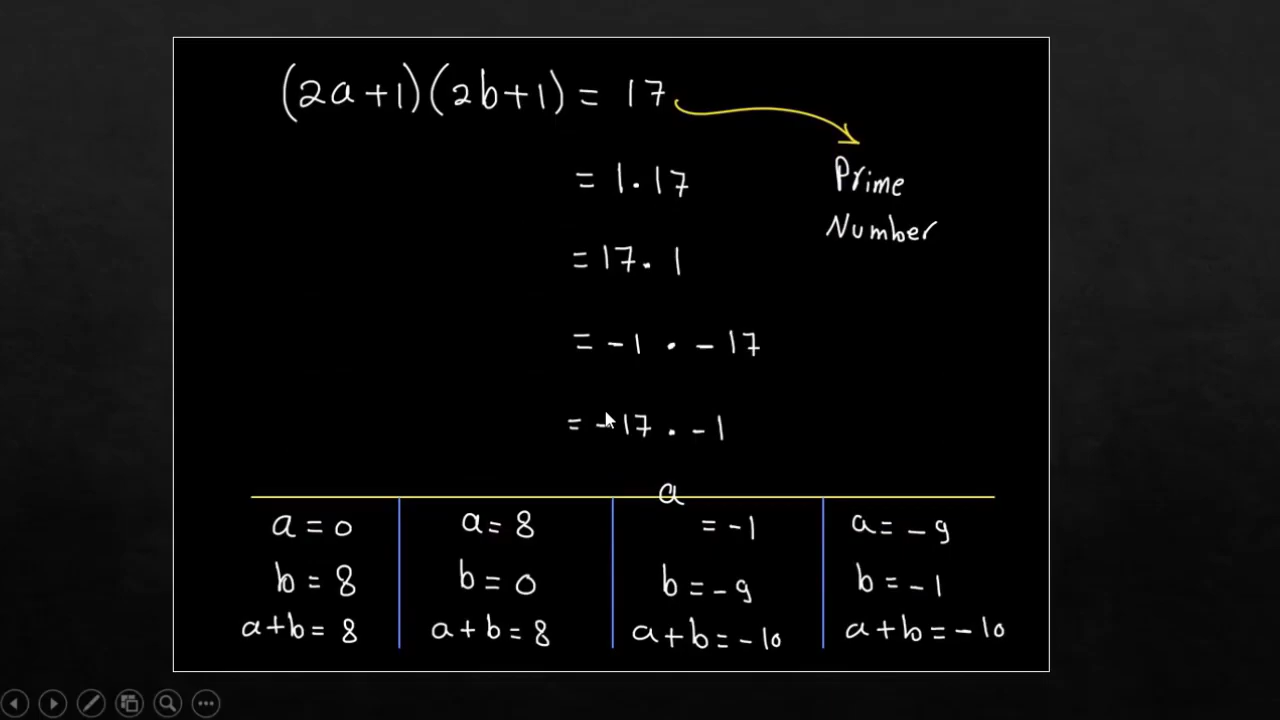 (2a+1)(2b+1) = 17
= 1 · 17
Prime
Number
= 17 · 1
= -1 · -17
= -17 · -1
a = 0
b = 8
a+b = 8
a = 8
b = 0
a+b = 8
a = -1
b = -9
a+b = -10
a = -9
b = -1
a+b = -10